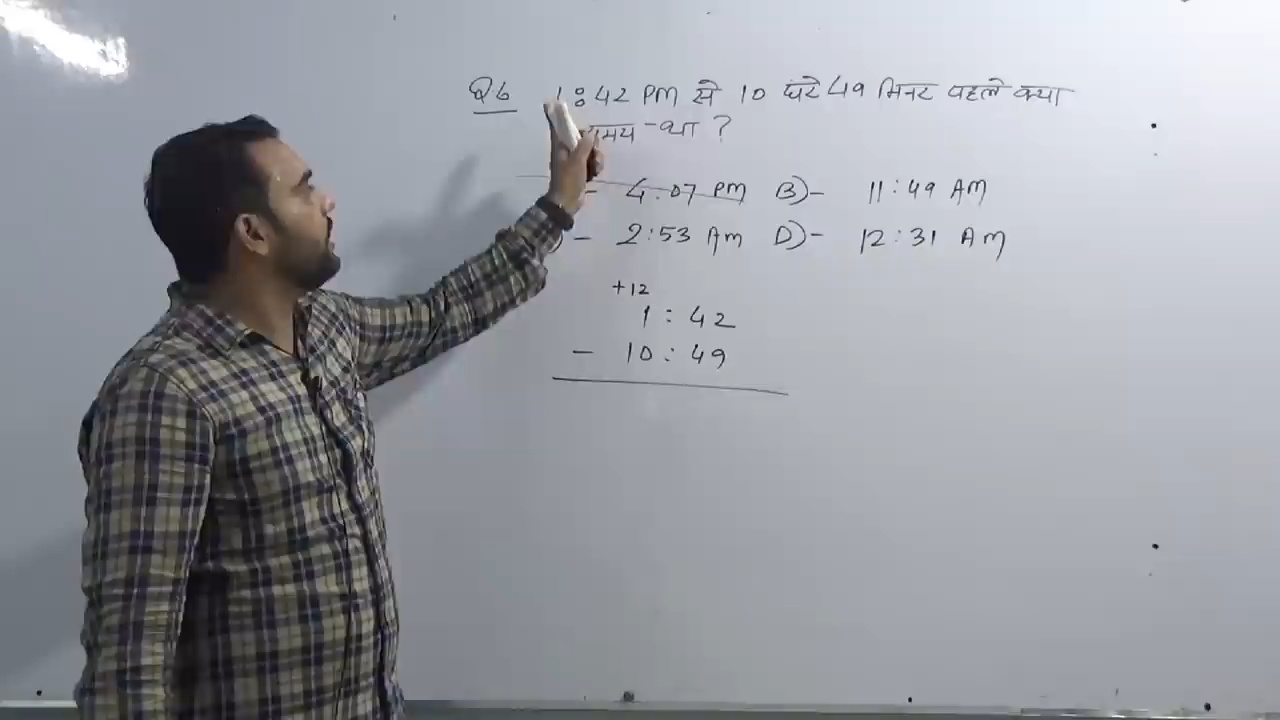 Q6 1:42 PM से 10 घंटे 49 मिनट पहले क्या
समय था ?
- 4:07 PM B)- 11:49 AM
)- 2:53 Am D)- 12:31 AM
+12
1 : 42
- 10 : 49